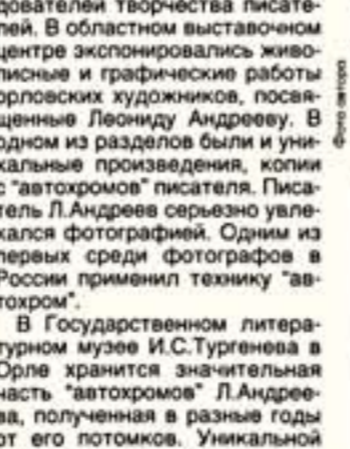 дователей творчества писате-
лей. В областном выставочном
центре экспонировались живо-
писные и графические работы
орловских художников, посвя-
щенные Леониду Андрееву. В
одном из разделов были и уни-
кальные произведения, копии
с "автохромов" писателя. Писа-
тель Л.Андреев серьезно увле-
кался фотографией. Одним из
первых среди фотографов в
России применил технику "ав-
тохром".
В Государственном литера-
турном музее И.С.Тургенева в
Орле хранится значительная
часть "автохромов" Л.Андрее-
ва, полученная в разные годы
от его потомков. Уникальной
Фото автора